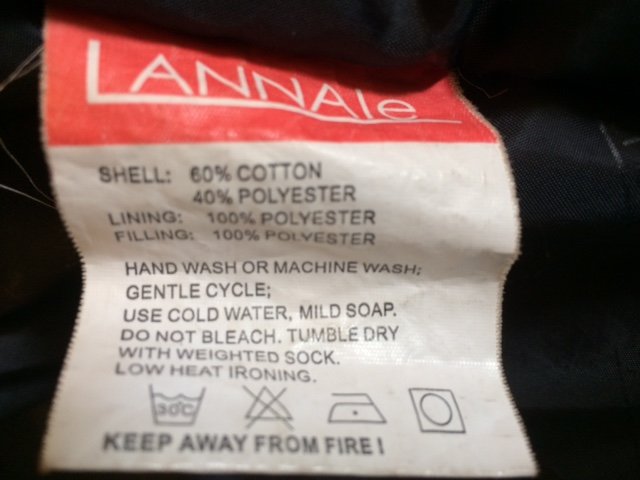 LANNAIe
SHELL: 60% COTTON
40% POLYESTER
LINING: 100% POLYESTER
FILLING: 100% POLYESTER
HAND WASH OR MACHINE WASH;
GENTLE CYCLE;
USE COLD WATER, MILD SOAP.
DO NOT BLEACH. TUMBLE DRY
WITH WEIGHTED SOCK.
LOW HEAT IRONING.
30C
KEEP AWAY FROM FIRE!